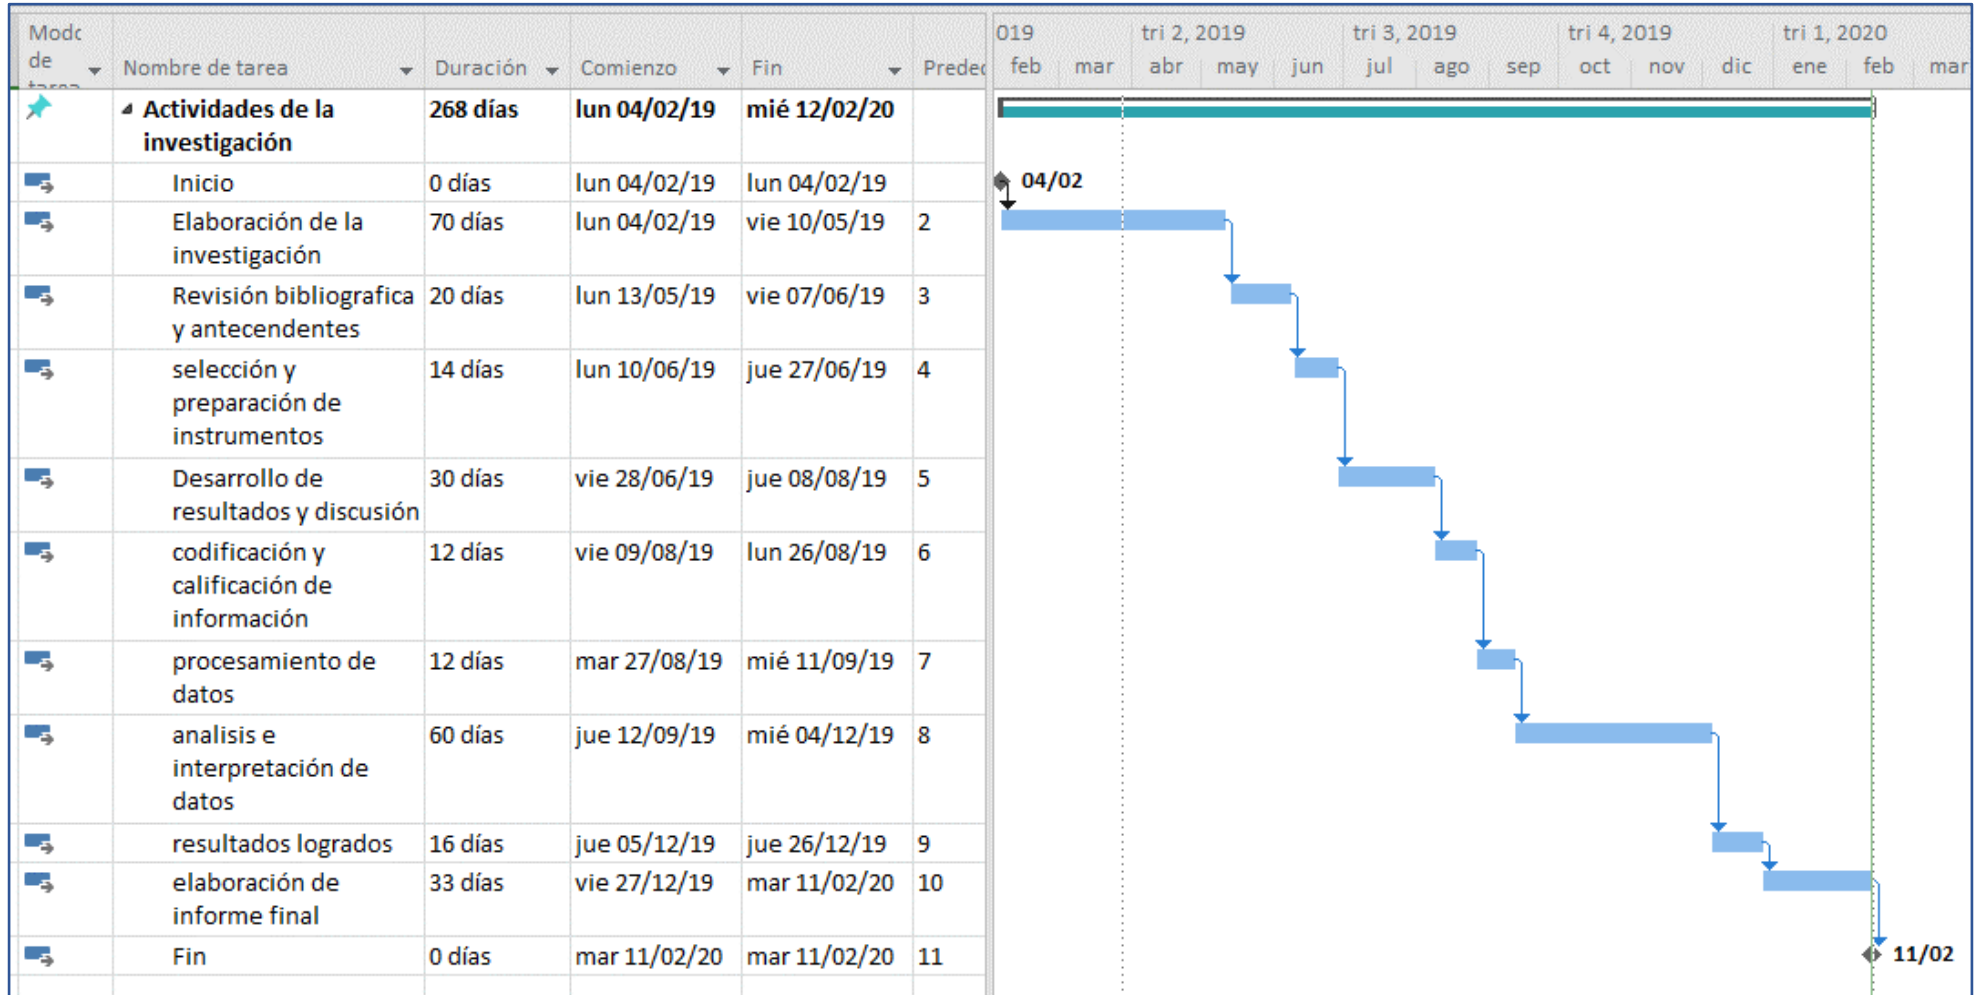 Modo
de
tarea
Nombre de tarea
Duración
Comienzo
Fin
Predec
019
tri 2, 2019
tri 3, 2019
tri 4, 2019
tri 1, 2020
feb mar abr may jun jul ago sep oct nov dic ene feb mar
Actividades de la
investigación
268 días
lun 04/02/19
mié 12/02/20
Inicio
0 días
lun 04/02/19
lun 04/02/19
04/02
Elaboración de la
investigación
70 días
lun 04/02/19
vie 10/05/19
2
Revisión bibliografica
y antecendentes
20 días
lun 13/05/19
vie 07/06/19
3
selección y
preparación de
instrumentos
14 días
lun 10/06/19
jue 27/06/19
4
Desarrollo de
resultados y discusión
30 días
vie 28/06/19
jue 08/08/19
5
codificación y
calificación de
información
12 días
vie 09/08/19
lun 26/08/19
6
procesamiento de
datos
12 días
mar 27/08/19
mié 11/09/19
7
analisis e
interpretación de
datos
60 días
jue 12/09/19
mié 04/12/19
8
resultados logrados
16 días
jue 05/12/19
jue 26/12/19
9
elaboración de
informe final
33 días
vie 27/12/19
mar 11/02/20
10
Fin
0 días
mar 11/02/20
mar 11/02/20
11
11/02